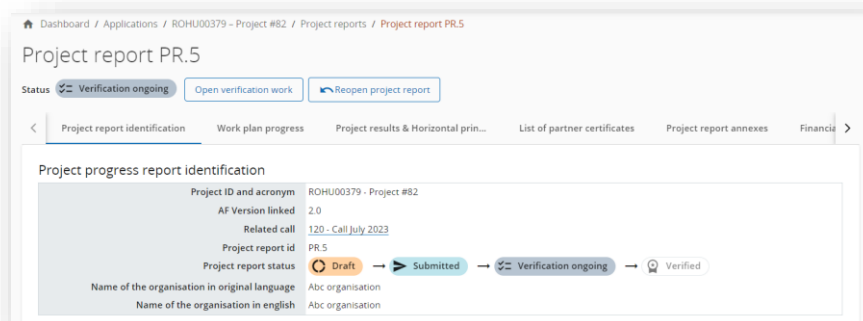 Dashboard / Applications / ROHU00379 – Project #82 / Project reports / Project report PR.5
Project report PR.5
Status Verification ongoing Open verification work Reopen project report
Project report identification Work plan progress Project results & Horizontal prin... List of partner certificates Project report annexes Financia
Project progress report identification
Project ID and acronym ROHU00379 - Project #82
AF Version linked 2.0
Related call 120 - Call July 2023
Project report id PR.5
Project report status Draft → Submitted → Verification ongoing → Verified
Name of the organisation in original language Abc organisation
Name of the organisation in english Abc organisation